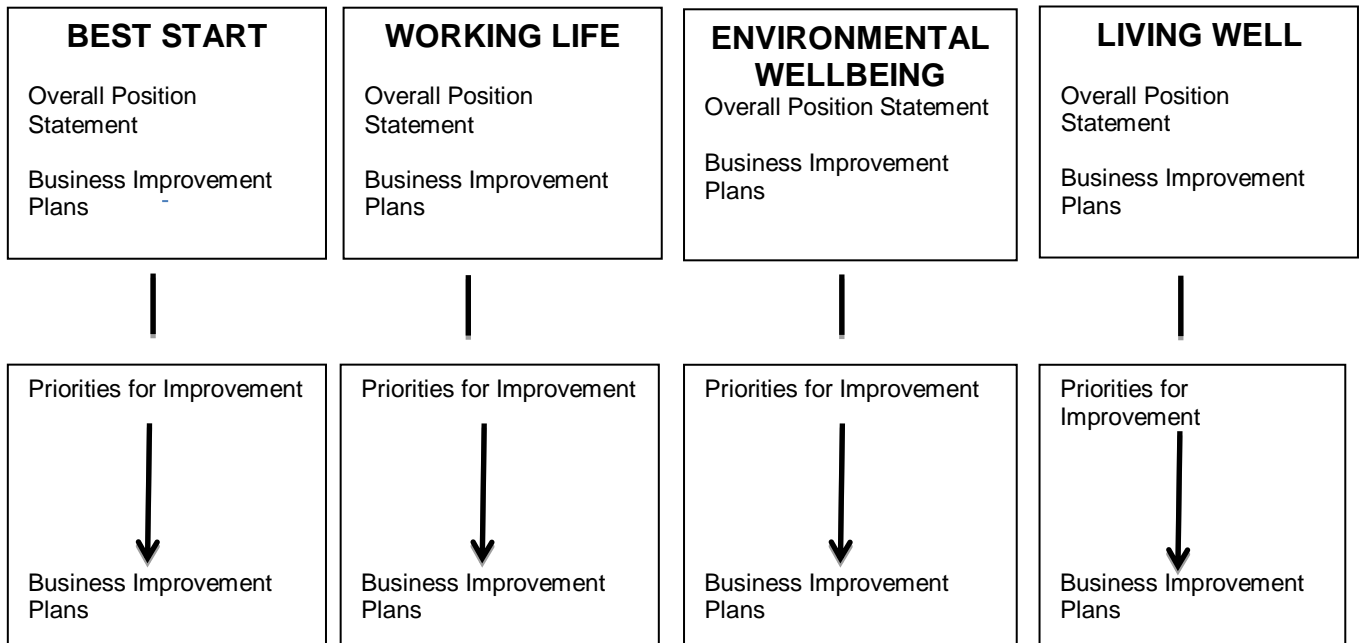 BEST START
Overall Position
Statement
Business Improvement
Plans
WORKING LIFE
Overall Position
Statement
Business Improvement
Plans
ENVIRONMENTAL
WELLBEING
Overall Position Statement
Business Improvement
Plans
LIVING WELL
Overall Position
Statement
Business Improvement
Plans
Priorities for Improvement
Business Improvement
Plans
Priorities for Improvement
Business Improvement
Plans
Priorities for Improvement
Business Improvement
Plans
Priorities for
Improvement
Business Improvement
Plans